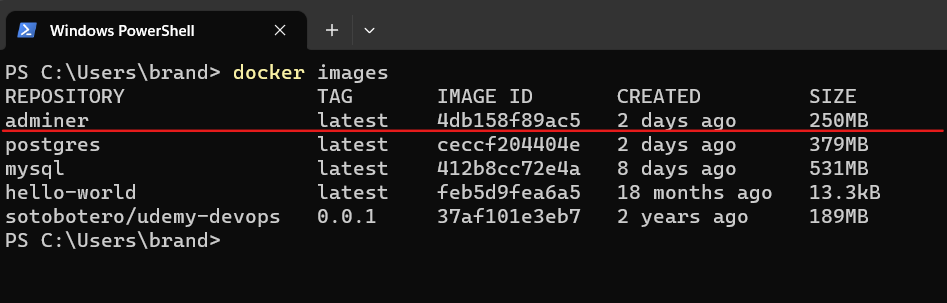 Windows PowerShell
PS C:\Users\brand> docker images
REPOSITORY TAG IMAGE ID CREATED SIZE
adminer latest 4db158f89ac5 2 days ago 250MB
postgres latest ceccf204404e 2 days ago 379MB
mysql latest 412b8cc72e4a 8 days ago 531MB
hello-world latest feb5d9fea6a5 18 months ago 13.3kB
sotobotero/udemy-devops 0.0.1 37af101e3eb7 2 years ago 189MB
PS C:\Users\brand>